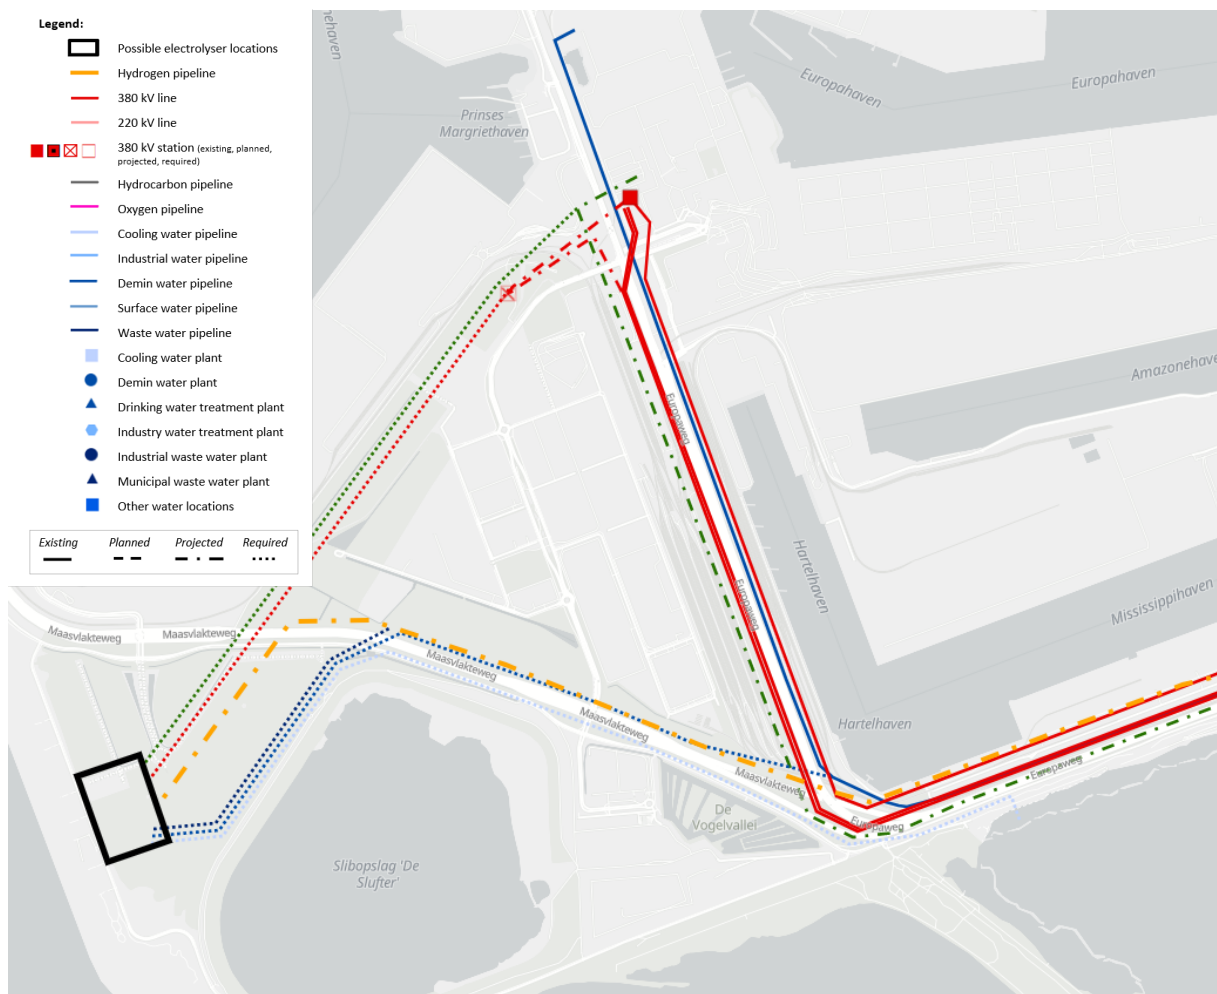 Legend:
Possible electrolyser locations
Hydrogen pipeline
380 kV line
220 kV line
380 kV station (existing, planned,
projected, required)
Hydrocarbon pipeline
Oxygen pipeline
Cooling water pipeline
Industrial water pipeline
Demin water pipeline
Surface water pipeline
Waste water pipeline
Cooling water plant
Demin water plant
Drinking water treatment plant
Industry water treatment plant
Industrial waste water plant
Municipal waste water plant
Other water locations
Existing
Planned
Projected
Required
nehaven
Prinses
Margriethaven
Europahaven
Europahaven
Amazonehave
Europaweg
Hartelhaven
Europaweg
Mississippihaven
Maasvlakteweg
Maasvlakteweg
Maasvlakteweg
Maasvlakteweg
Hartelhaven
Maasvlakteweg
Europaweg
De
Vogelvallei
Europaweg
Slibopslag 'De
Slufter'